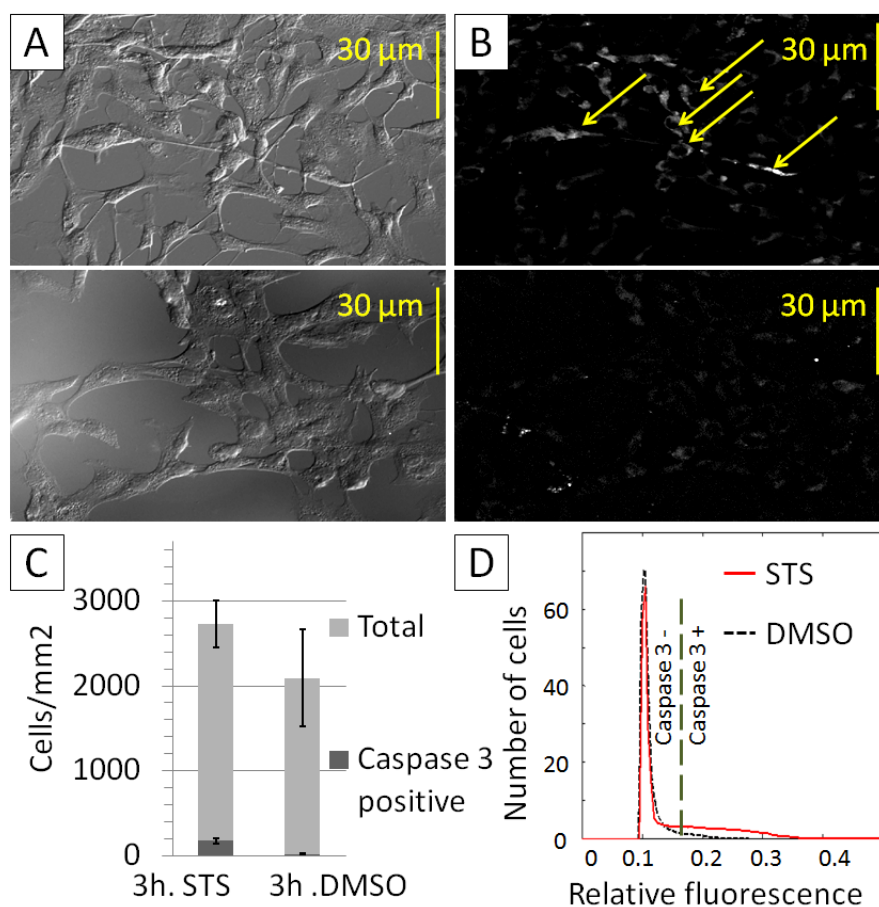 A
30 µm
B
30 µm
30 µm
30 µm
C
Cells/mm2
3000
2000
1000
0
Total
Caspase 3
positive
3h. STS
3h .DMSO
D
Number of cells
60
40
20
0
STS
DMSO
Caspase 3 -
Caspase 3 +
0
0.1
0.2
0.3
0.4
Relative fluorescence